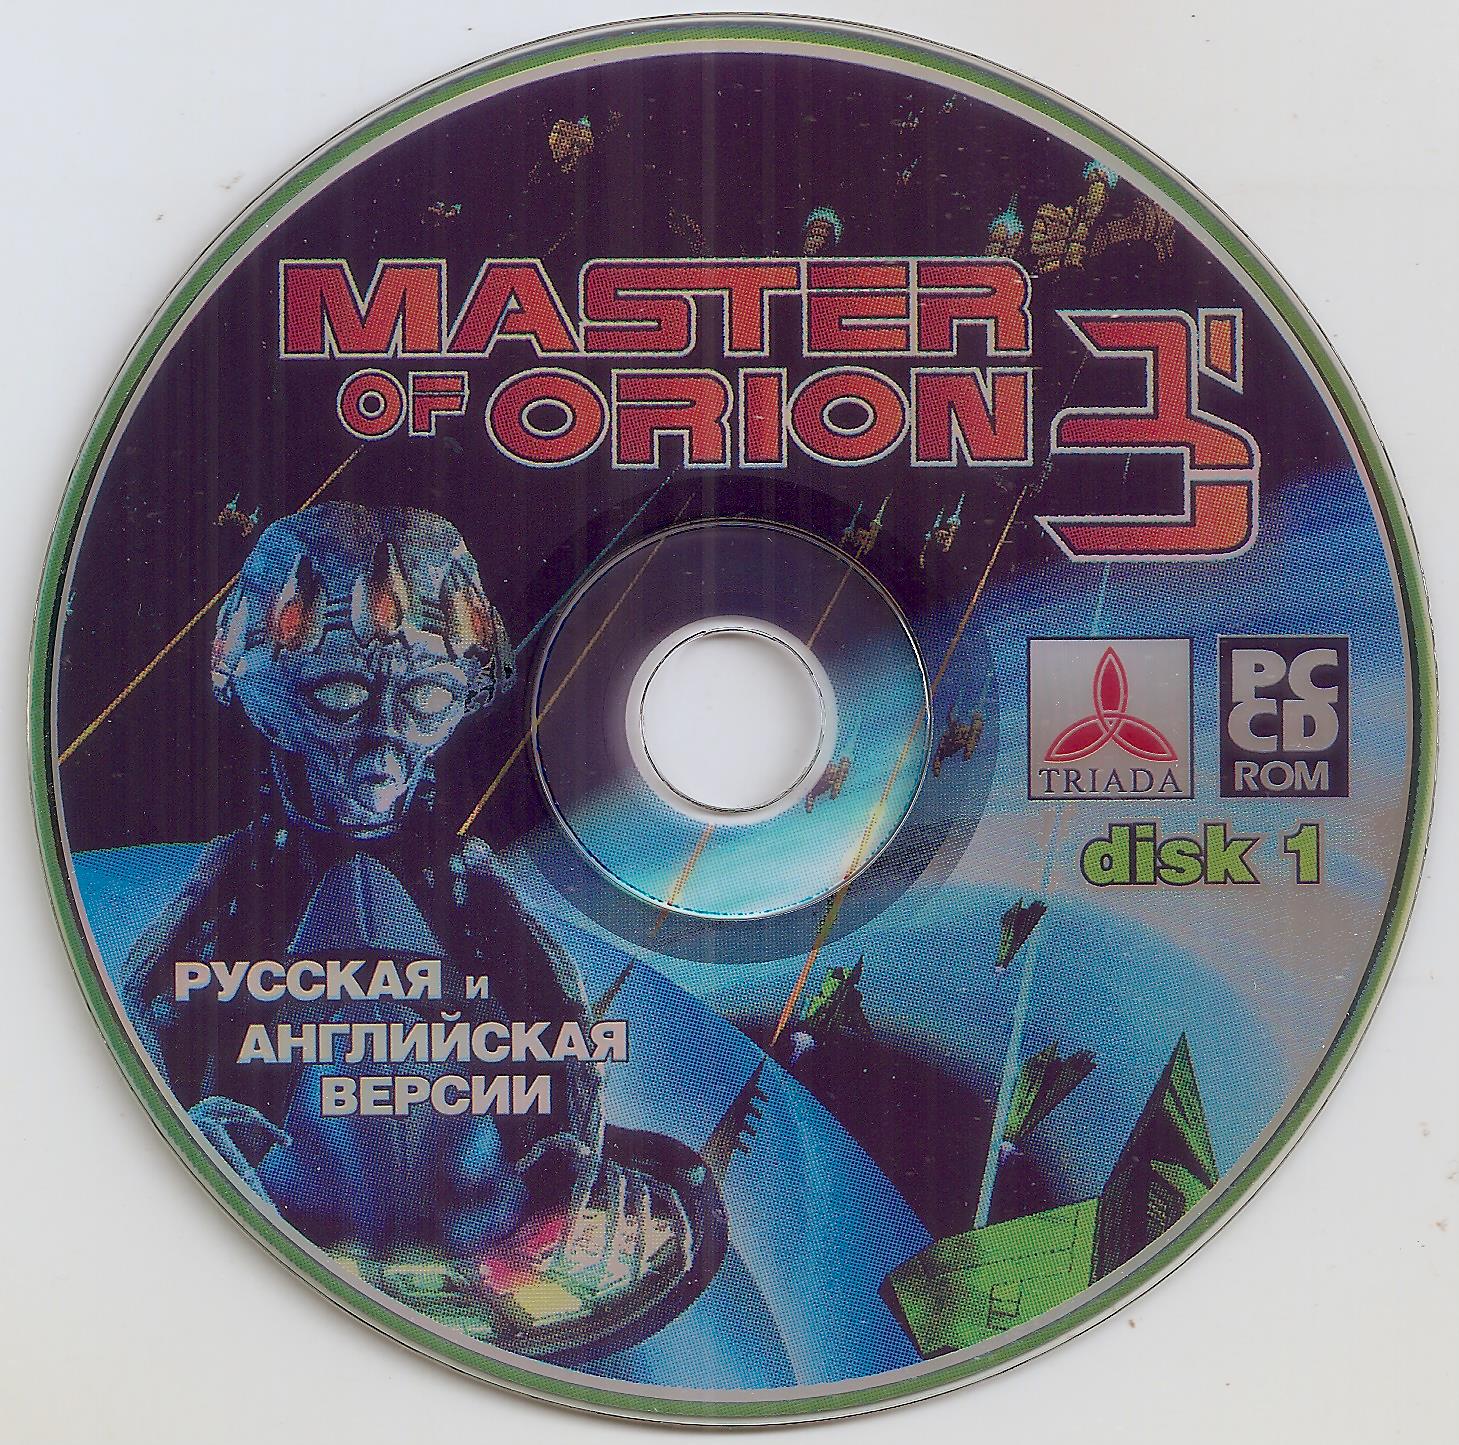 MASTER
OF ORION
3
TRIADA
PC
CD
ROM
disk 1
РУССКАЯ и
АНГЛИЙСКАЯ
ВЕРСИИ